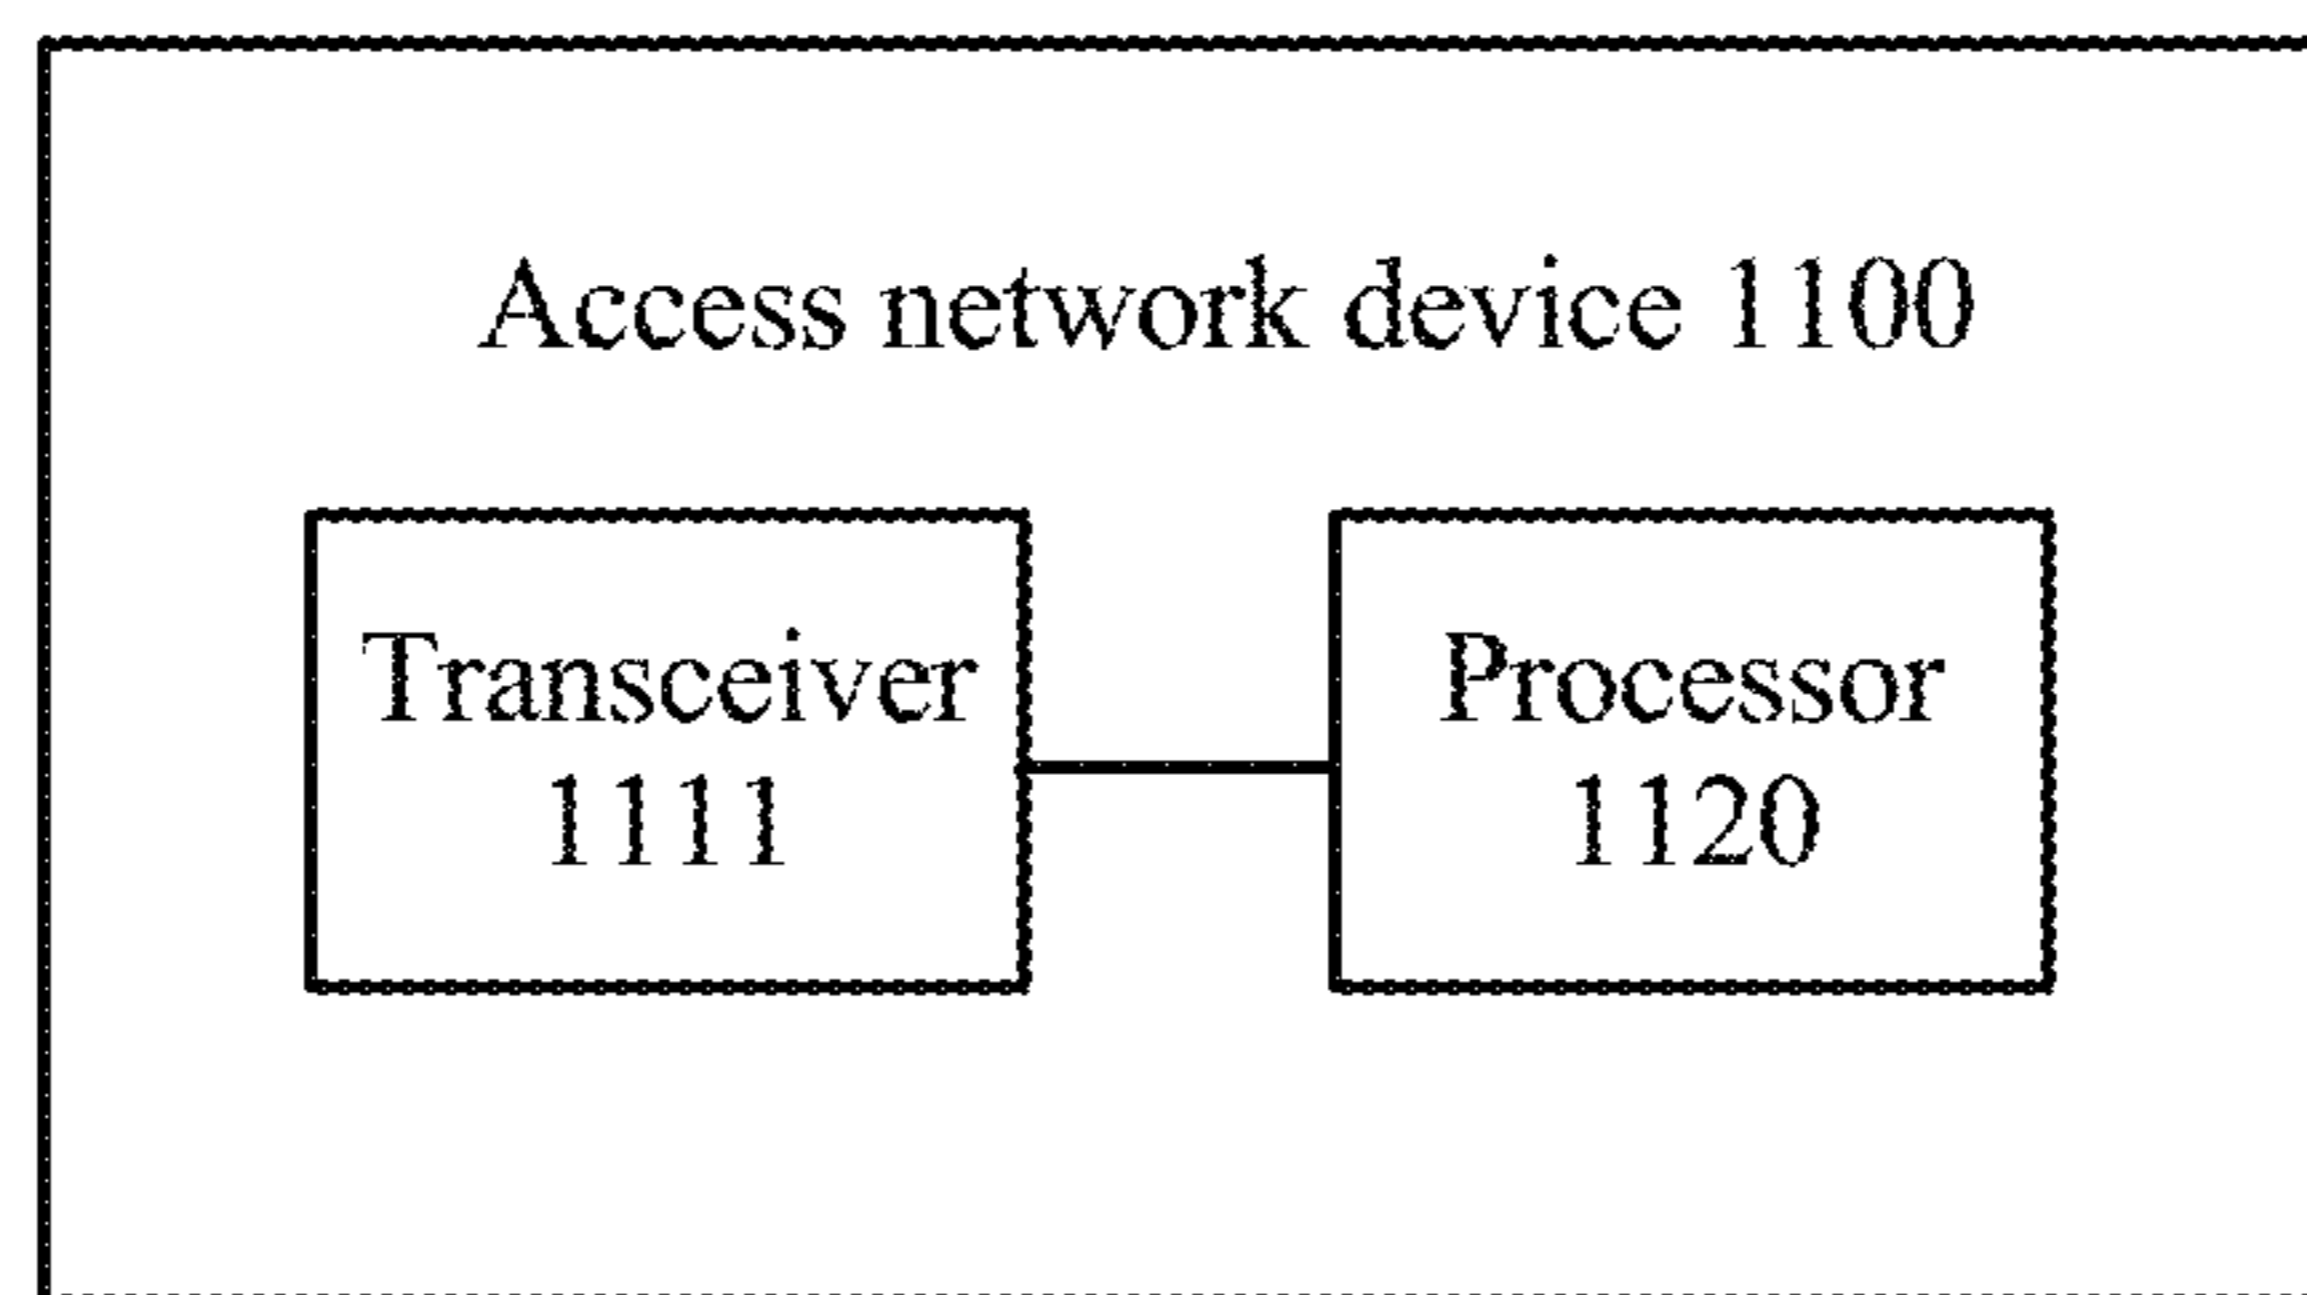 Access network device 1100
Transceiver
1111
Processor
1120